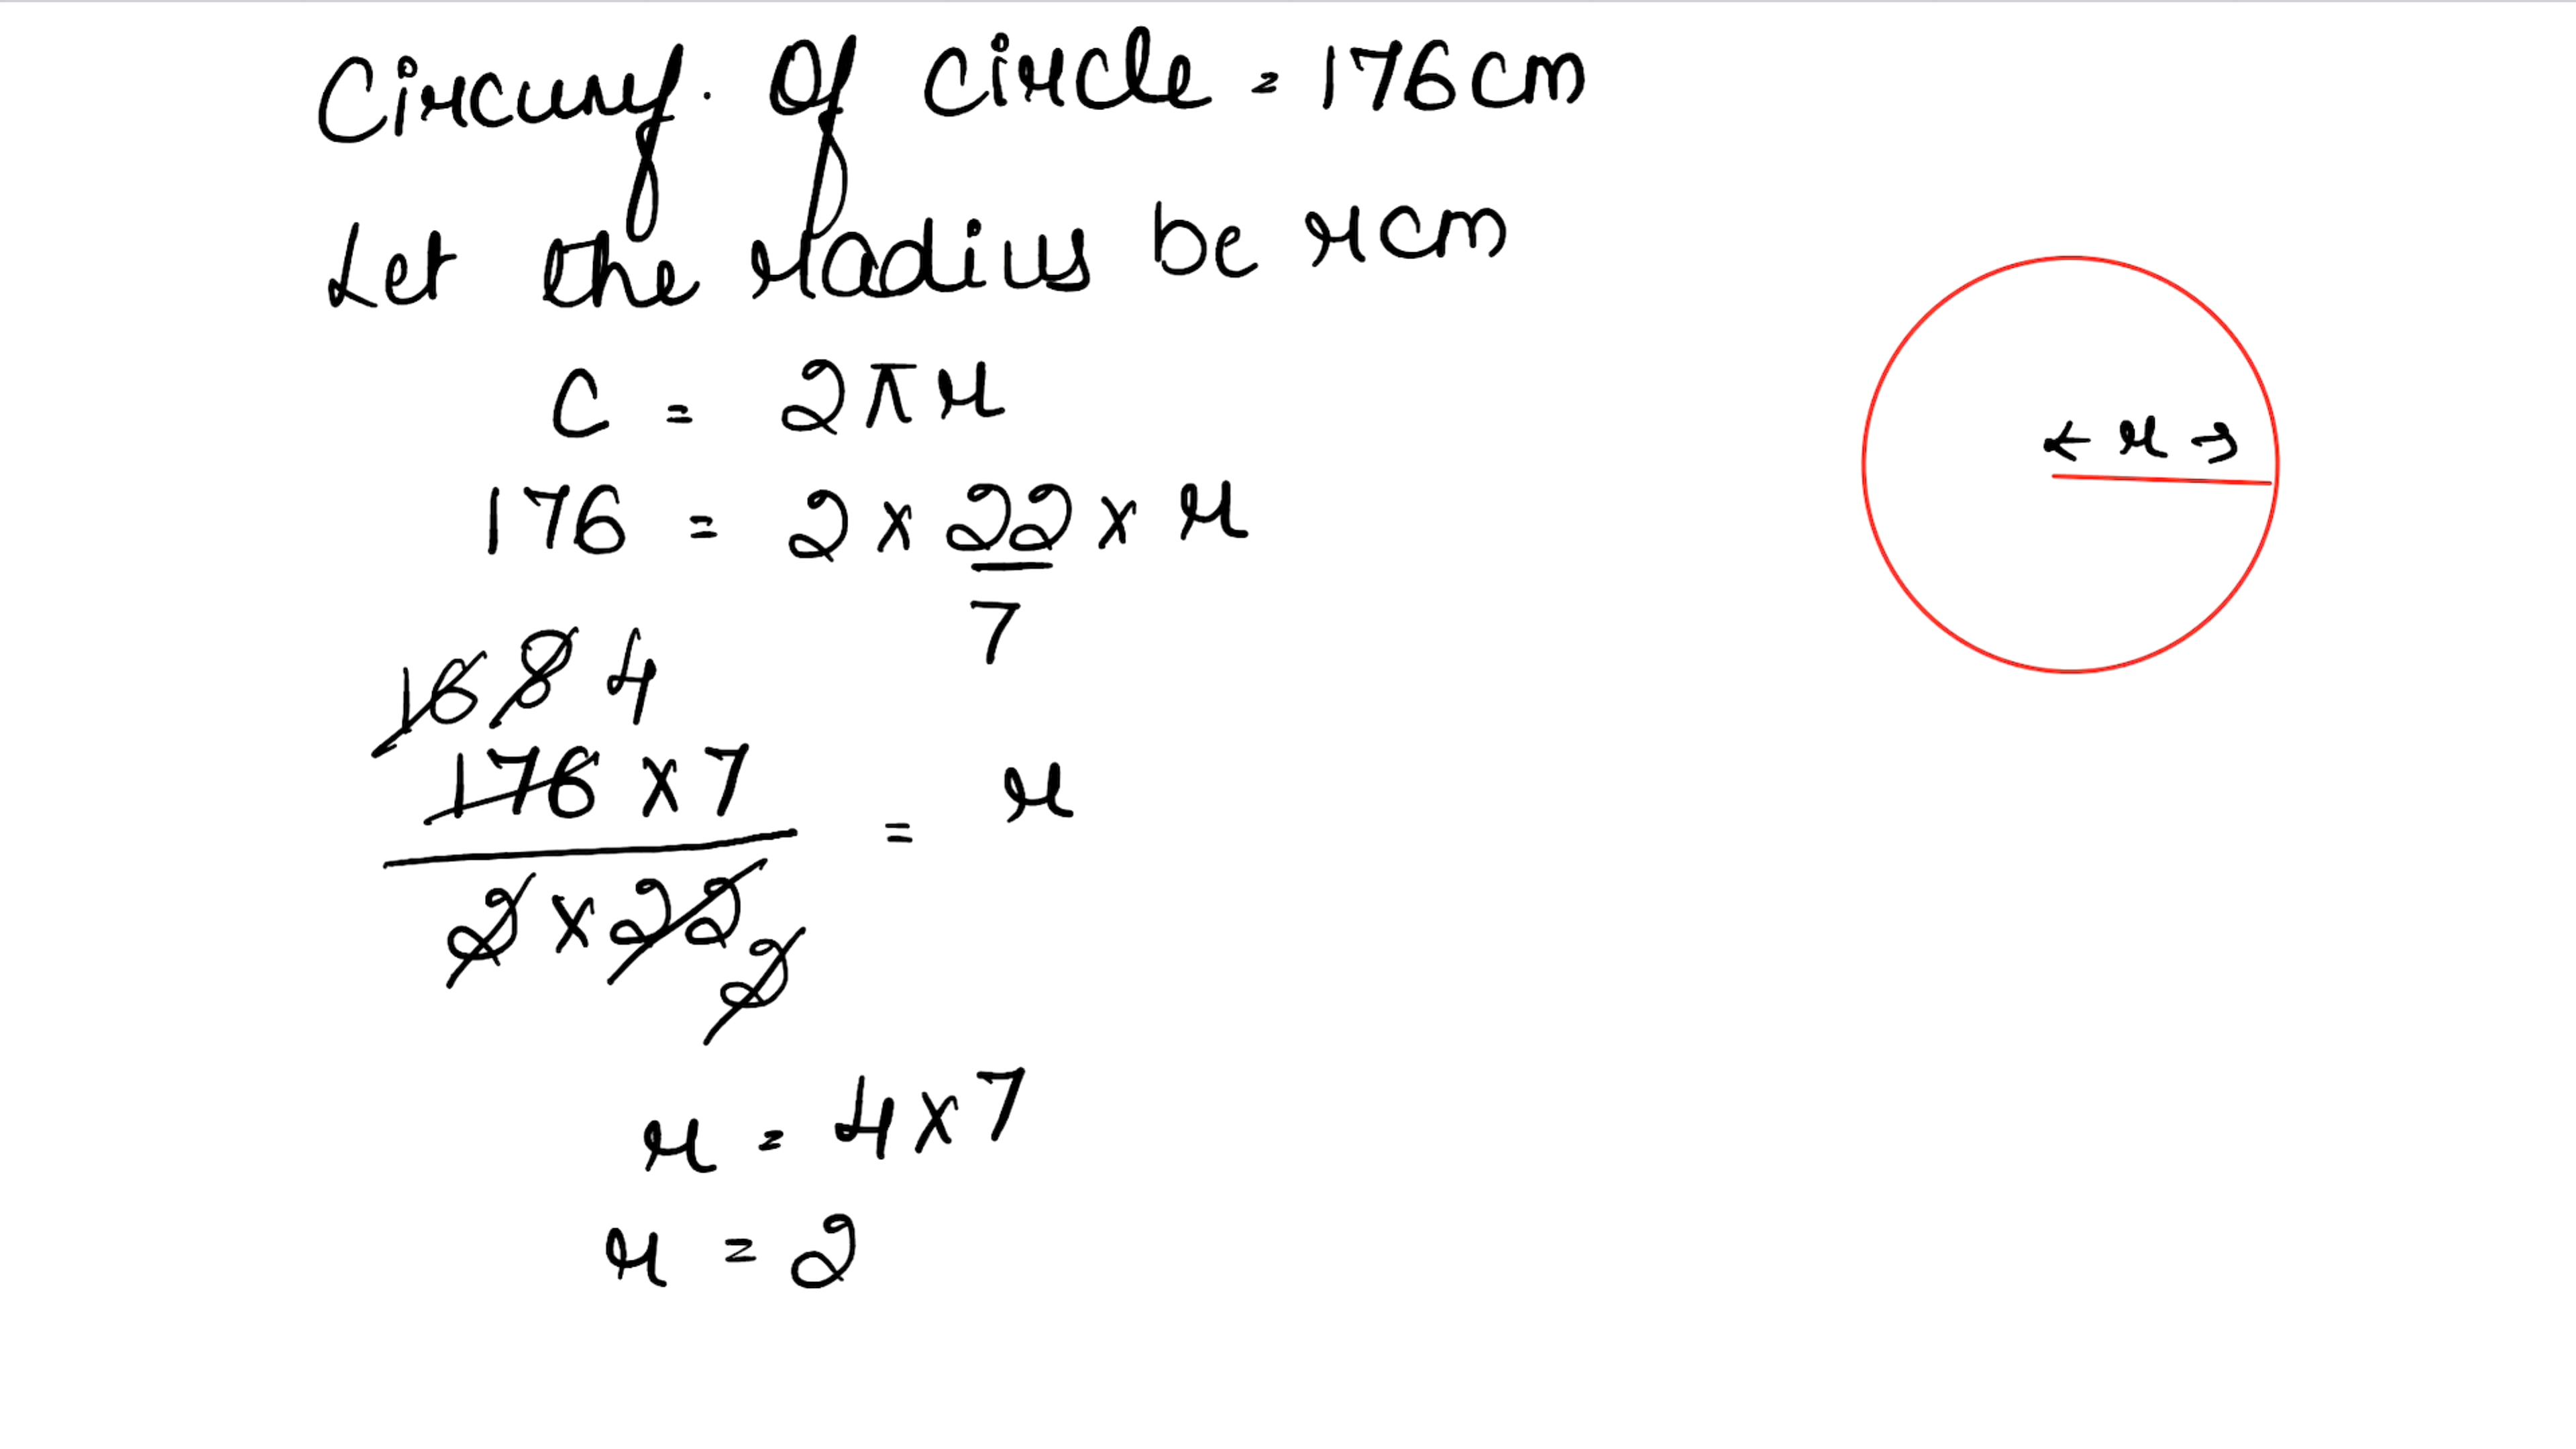 Circumf. Of circle = 176cm
Let the radius be r cm
C = 2πr
← r →
176 = 2 × 22/7 × r
16 8 4
176 × 7 / 2 × 22 = r
2
r = 4 × 7
r = 2